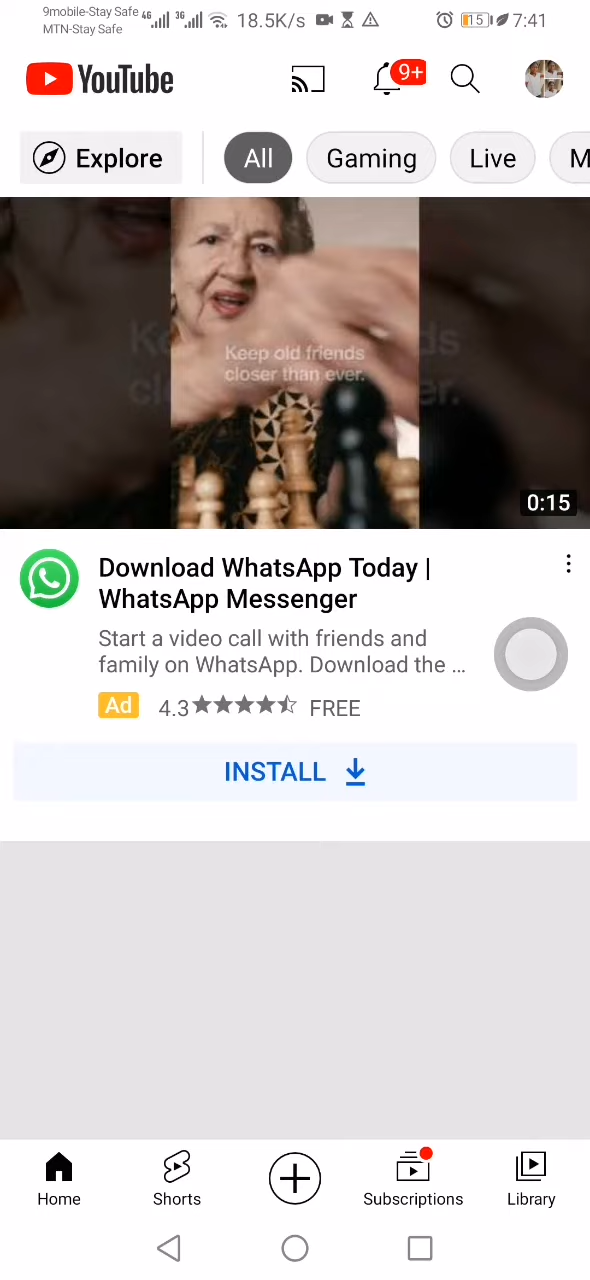 9mobile-Stay Safe 4G 3G 18.5K/s 15 7:41
MTN-Stay Safe
YouTube 9+
Explore All Gaming Live M
Keep old friends
closer than ever.
0:15
Download WhatsApp Today |
WhatsApp Messenger
Start a video call with friends and
family on WhatsApp. Download the ...
Ad 4.3 FREE
INSTALL
Home Shorts Subscriptions Library